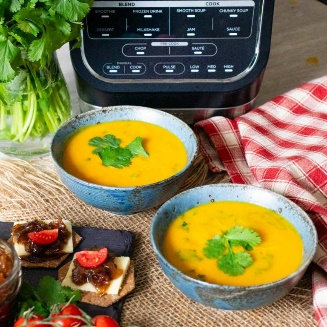 BLEND COOK
SMOOTHIE FROZEN DRINK SMOOTH SOUP CHUNKY SOUP
DESSERT MILKSHAKE JAM SAUCE
CHOP SAUTÉ
BLEND COOK PULSE LOW MED HIGH